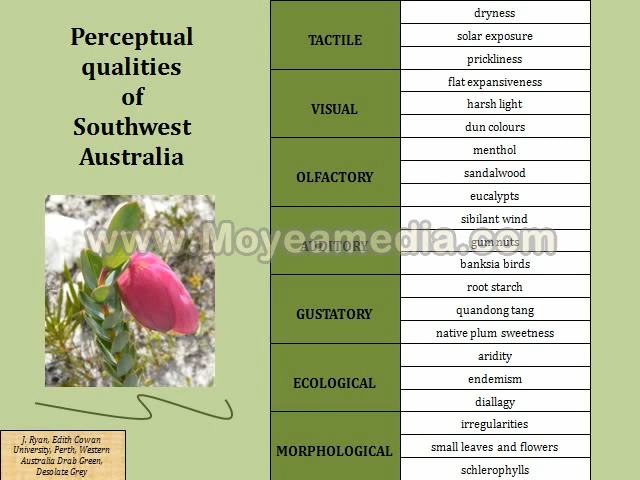 Perceptual
qualities
of
Southwest
Australia
TACTILE
dryness
solar exposure
prickliness
VISUAL
flat expansiveness
harsh light
dun colours
OLFACTORY
menthol
sandalwood
eucalypts
AUDITORY
sibilant wind
gum nuts
banksia birds
GUSTATORY
root starch
quandong tang
native plum sweetness
ECOLOGICAL
aridity
endemism
diallagy
MORPHOLOGICAL
irregularities
small leaves and flowers
schlerophylls
www.Moyeamedia.com
J. Ryan, Edith Cowan
University, Perth, Western
Australia Drab Green,
Desolate Grey